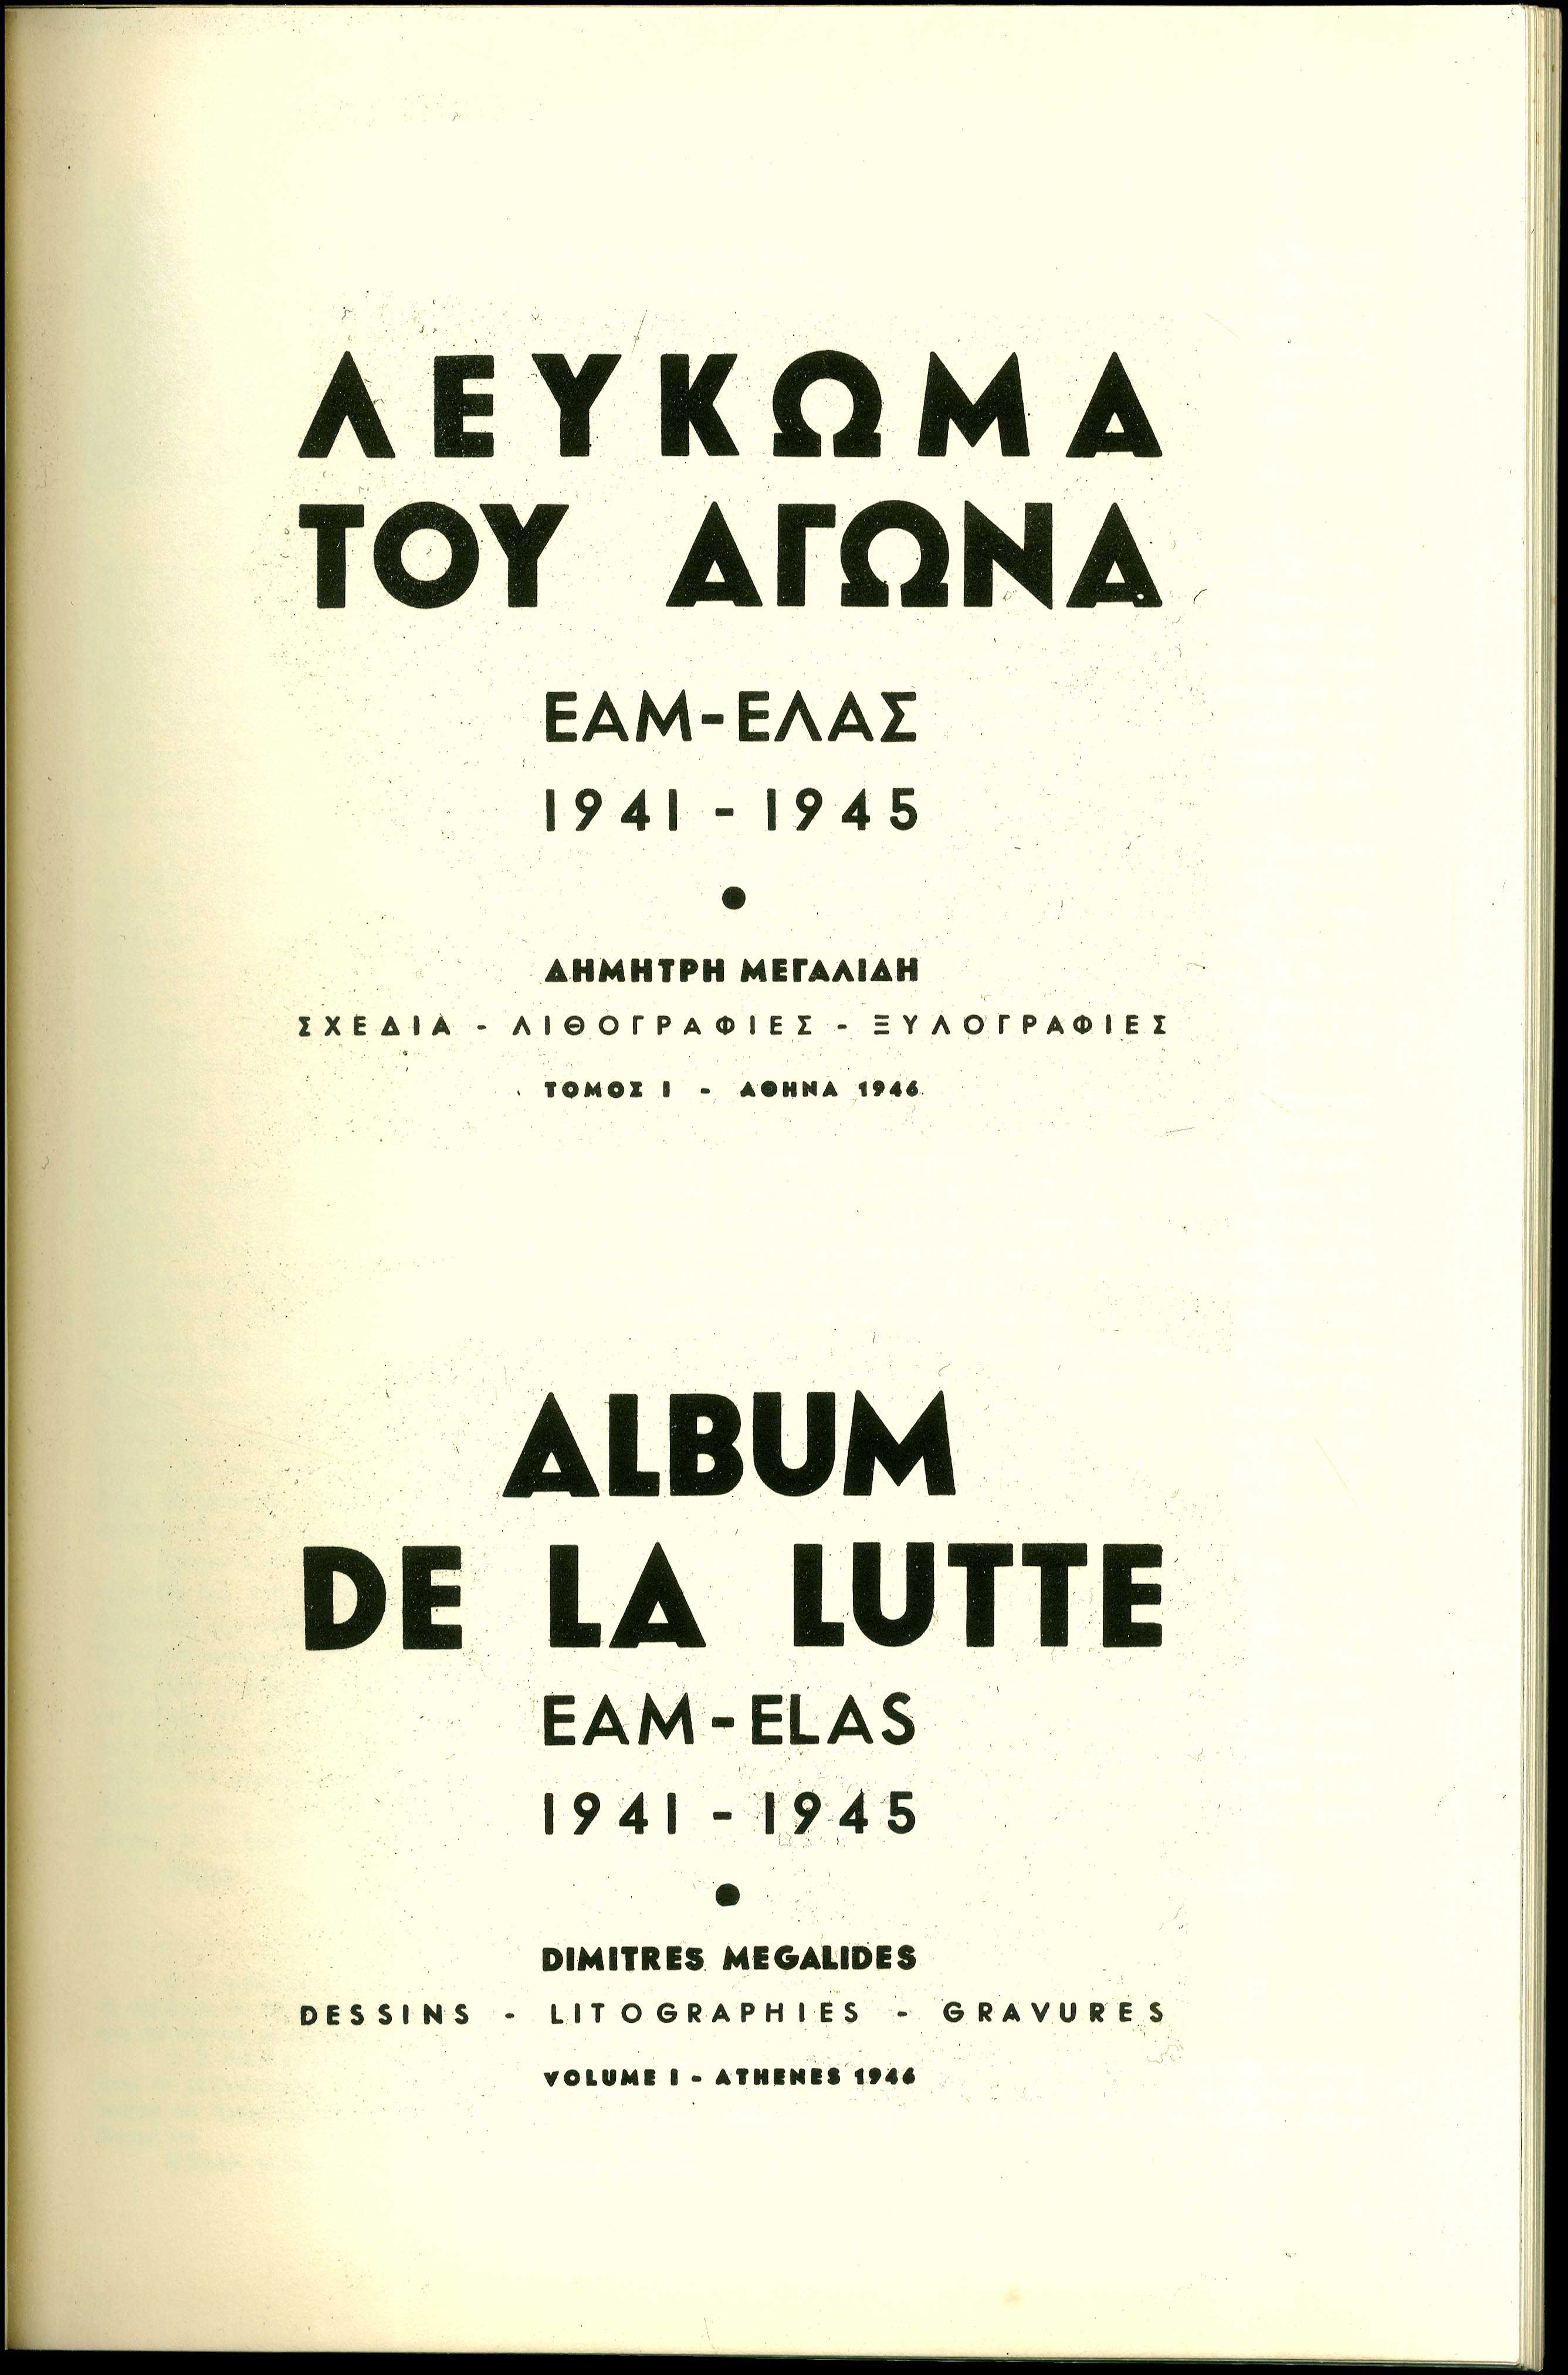 ΛΕΥΚΩΜΑ
ΤΟΥ ΑΓΩΝΑ
ΕΑΜ-ΕΛΑΣ
1941 - 1945
●
ΔΗΜΗΤΡΗ ΜΕΓΑΛΙΔΗ
ΣΧΕΔΙΑ - ΛΙΘΟΓΡΑΦΙΕΣ - ΞΥΛΟΓΡΑΦΙΕΣ
ΤΟΜΟΣ Ι - ΑΘΗΝΑ 1946
ALBUM
DE LA LUTTE
EAM-ELAS
1941 - 1945
●
DIMITRES MEGALIDES
DESSINS - LITOGRAPHIES - GRAVURES
VOLUME I - ATHENES 1946